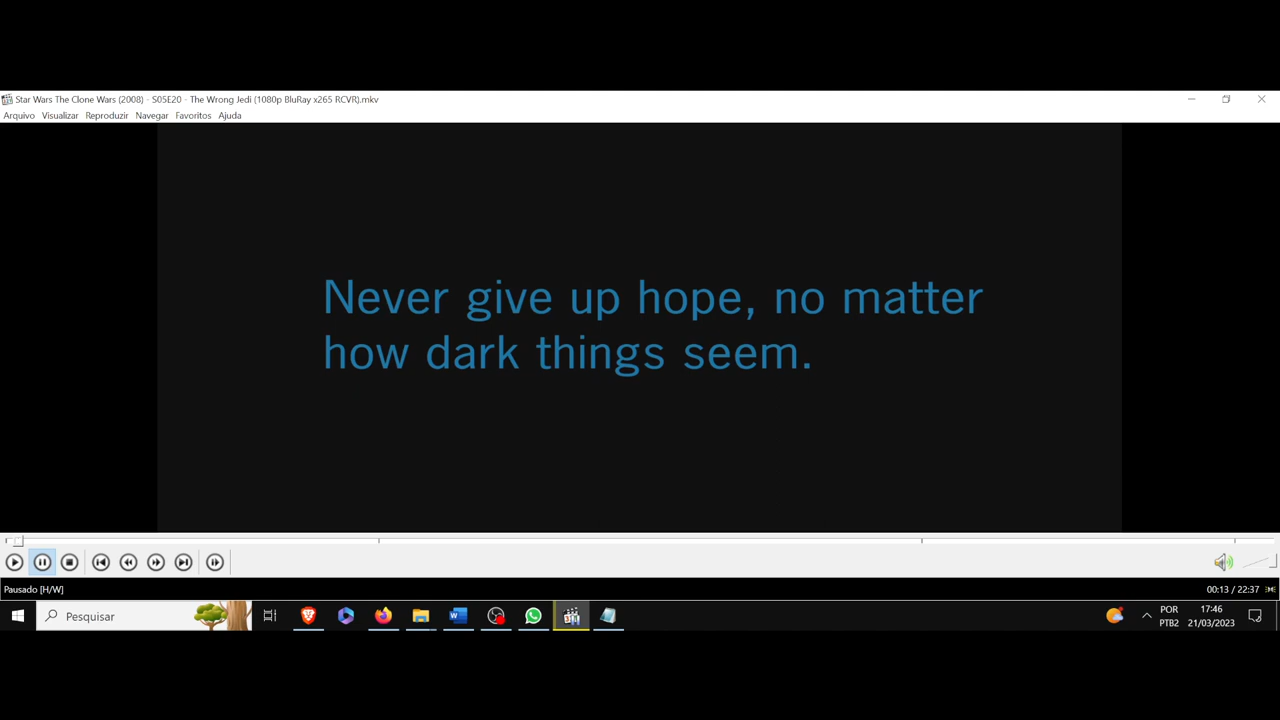 Star Wars The Clone Wars (2008) - S05E20 - The Wrong Jedi (1080p BluRay x265 RCVR).mkv
Arquivo Visualizar Reproduzir Navegar Favoritos Ajuda
Never give up hope, no matter
how dark things seem.
Pausado [H/W]
00:13 / 22:37
Pesquisar
POR
PTB2
17:46
21/03/2023